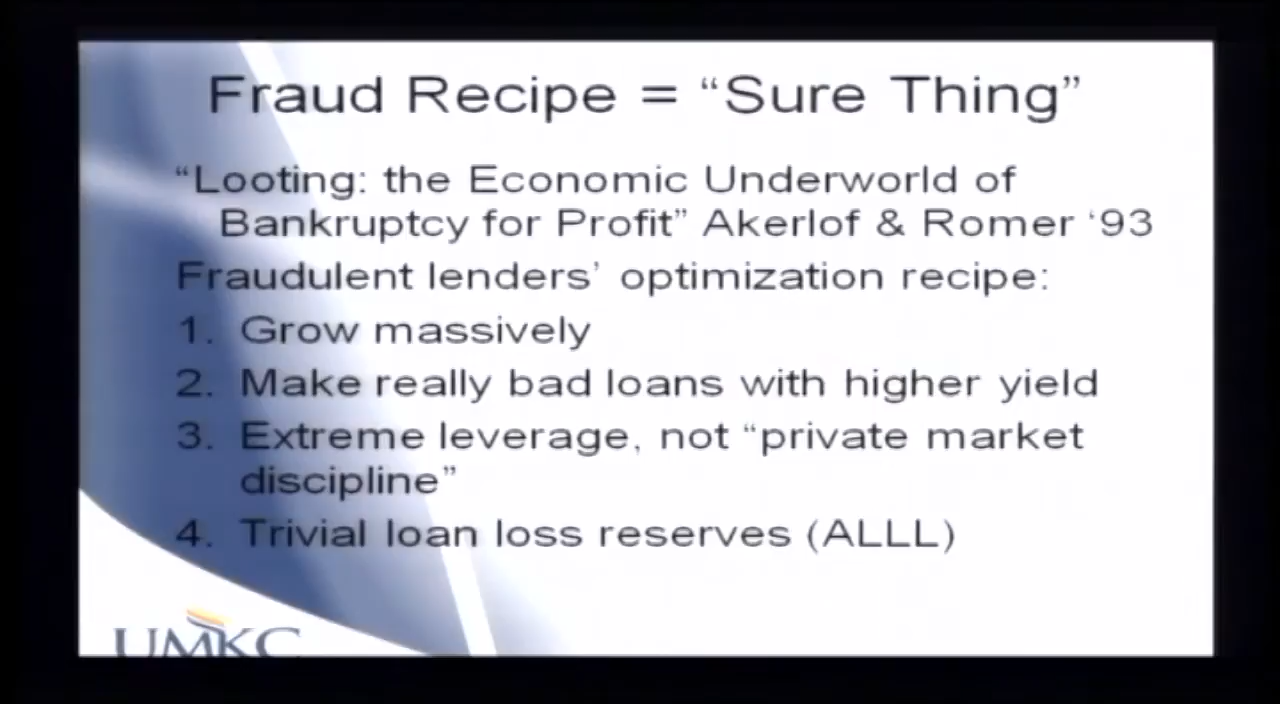 Fraud Recipe = “Sure Thing”
“Looting: the Economic Underworld of
Bankruptcy for Profit” Akerlof & Romer ‘93
Fraudulent lenders’ optimization recipe:
1. Grow massively
2. Make really bad loans with higher yield
3. Extreme leverage, not “private market
discipline”
4. Trivial loan loss reserves (ALLL)
UMKC